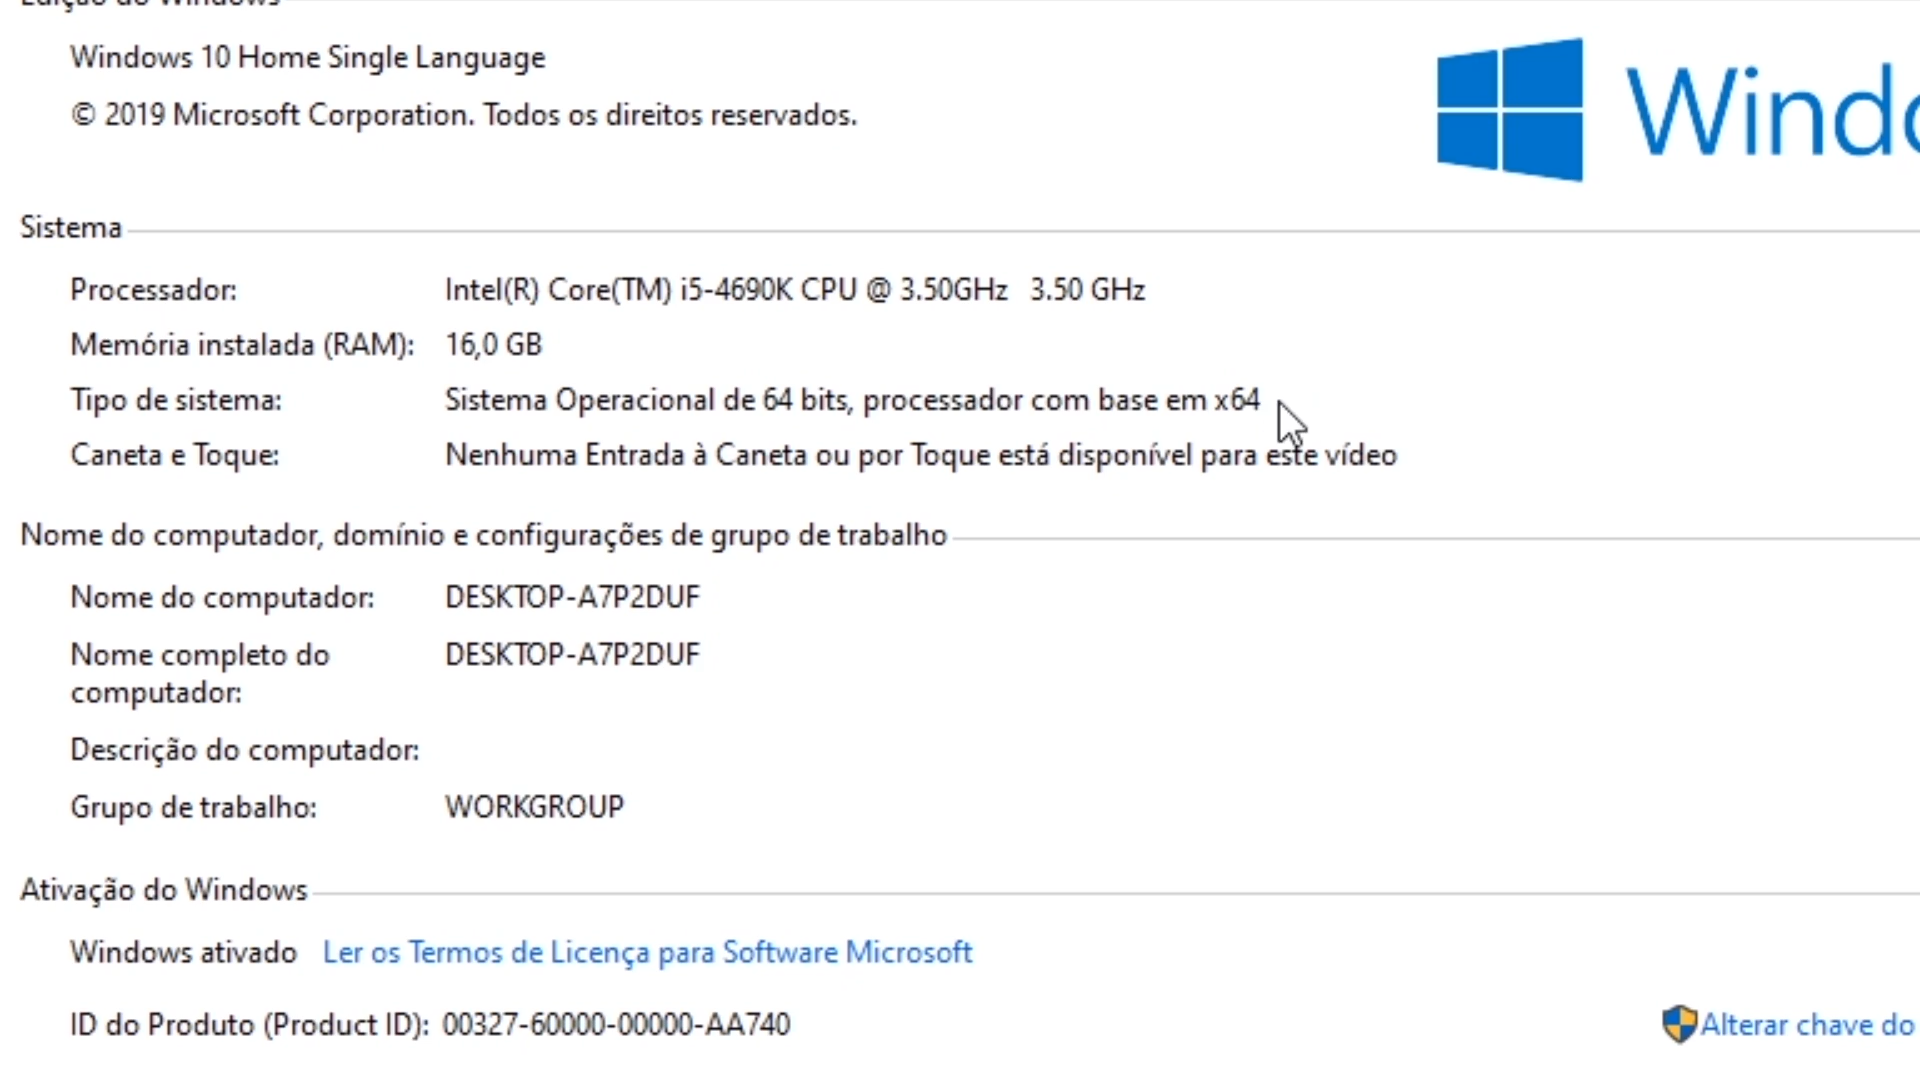 Edição do Windows
Windows 10 Home Single Language
© 2019 Microsoft Corporation. Todos os direitos reservados.
Windo
Sistema
Processador: Intel(R) Core(TM) i5-4690K CPU @ 3.50GHz 3.50 GHz
Memória instalada (RAM): 16,0 GB
Tipo de sistema: Sistema Operacional de 64 bits, processador com base em x64
Caneta e Toque: Nenhuma Entrada à Caneta ou por Toque está disponível para este vídeo
Nome do computador, domínio e configurações de grupo de trabalho
Nome do computador: DESKTOP-A7P2DUF
Nome completo do DESKTOP-A7P2DUF
computador:
Descrição do computador:
Grupo de trabalho: WORKGROUP
Ativação do Windows
Windows ativado Ler os Termos de Licença para Software Microsoft
ID do Produto (Product ID): 00327-60000-00000-AA740
Alterar chave do